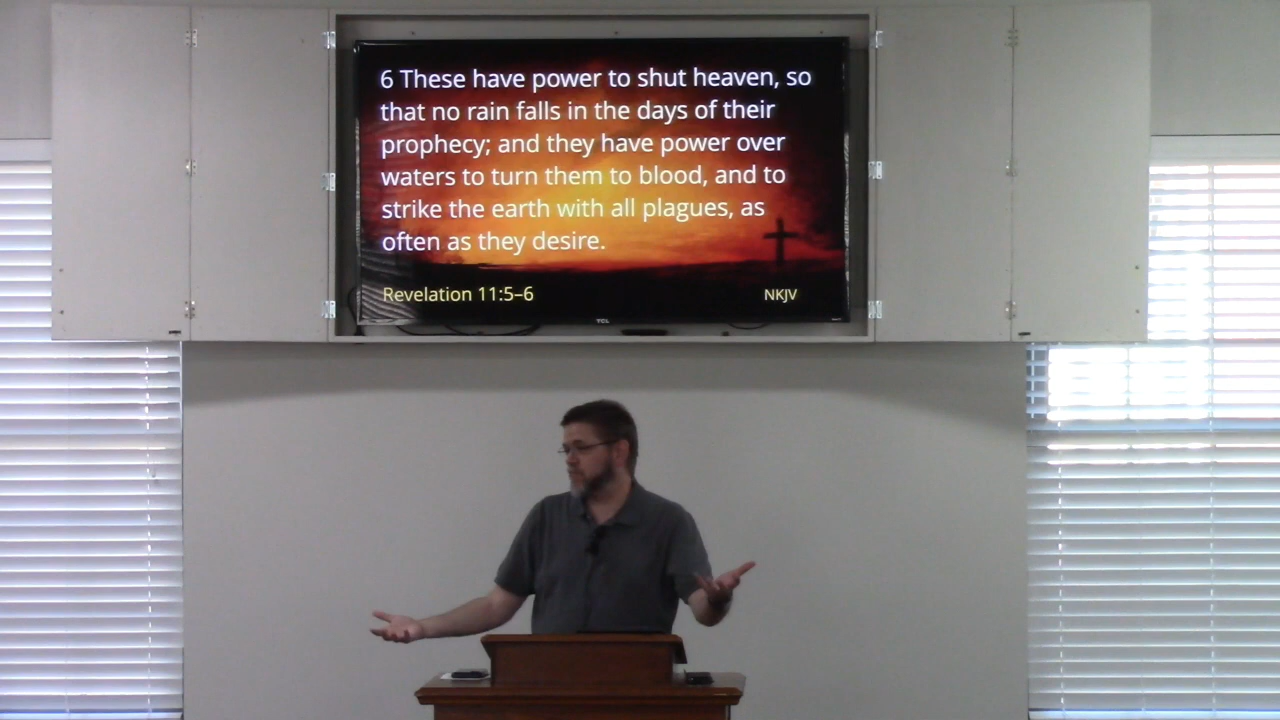 6 These have power to shut heaven, so
that no rain falls in the days of their
prophecy; and they have power over
waters to turn them to blood, and to
strike the earth with all plagues, as
often as they desire.
Revelation 11:5–6 NKJV
TCL